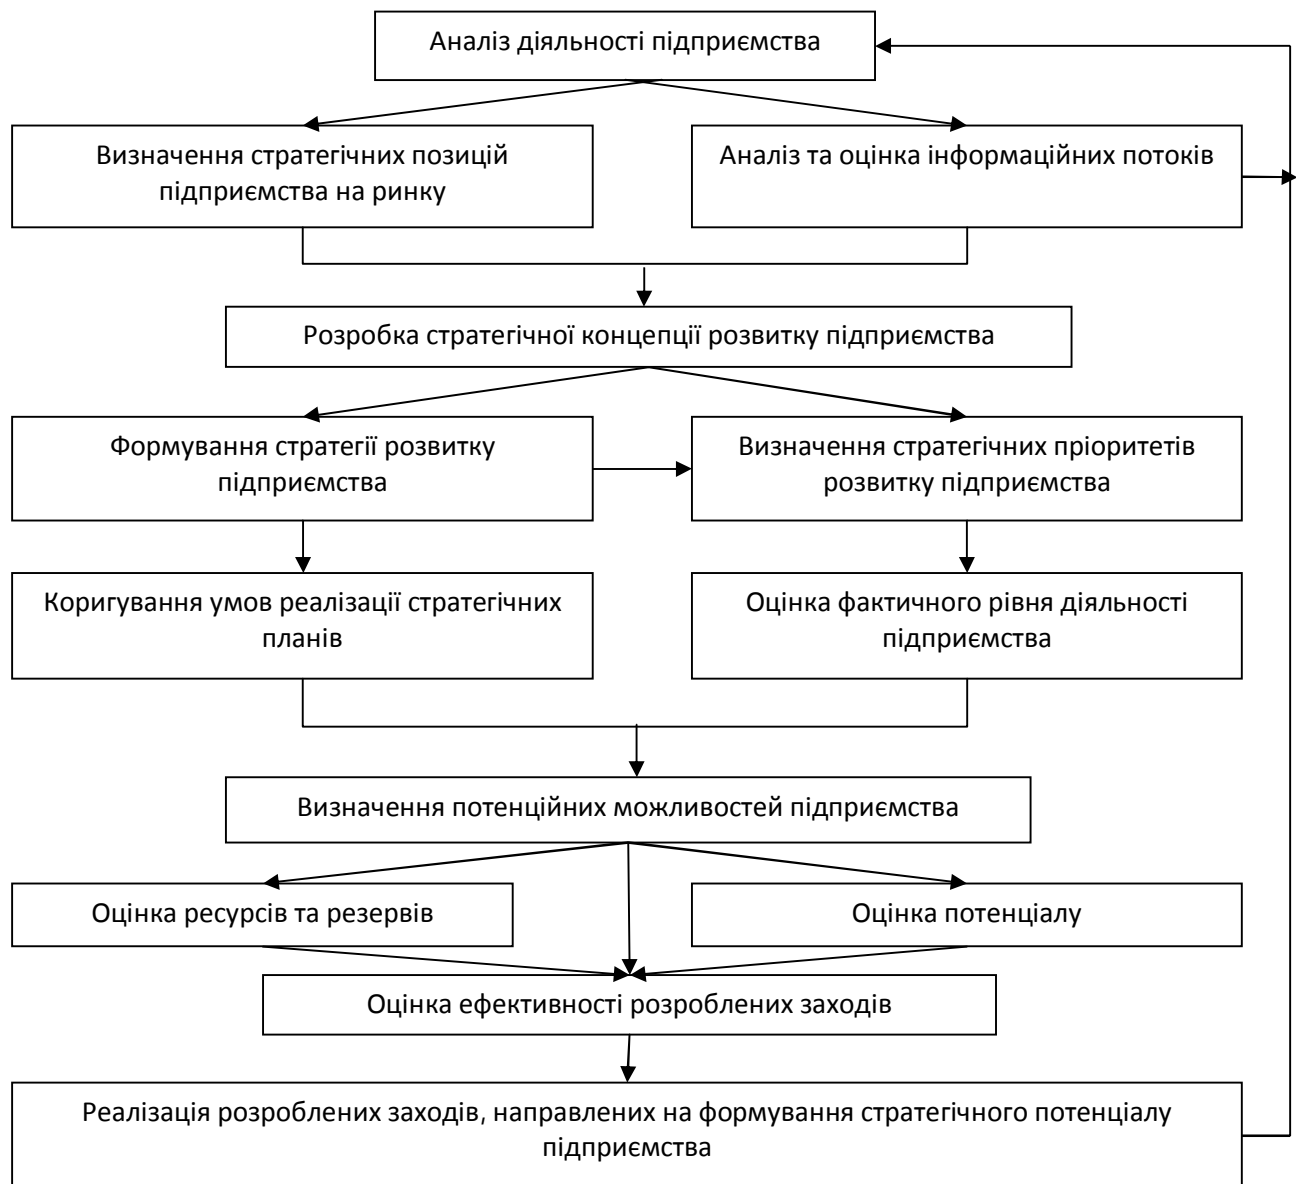 Аналіз діяльності підприємства
Визначення стратегічних позицій
підприємства на ринку
Аналіз та оцінка інформаційних потоків
Розробка стратегічної концепції розвитку підприємства
Формування стратегії розвитку
підприємства
Визначення стратегічних пріоритетів
розвитку підприємства
Коригування умов реалізації стратегічних
планів
Оцінка фактичного рівня діяльності
підприємства
Визначення потенційних можливостей підприємства
Оцінка ресурсів та резервів
Оцінка потенціалу
Оцінка ефективності розроблених заходів
Реалізація розроблених заходів, направлених на формування стратегічного потенціалу
підприємства